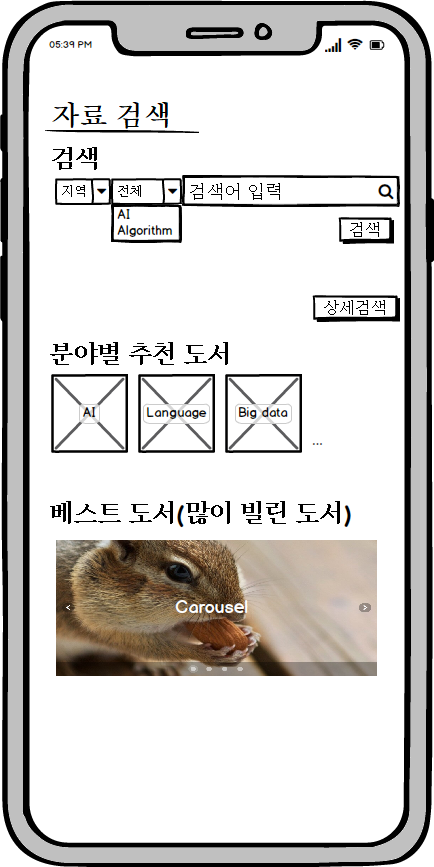 05:39 PM
자료 검색
검색
지역 전체 검색어 입력
AI
Algorithm
검색
상세검색
분야별 추천 도서
AI Language Big data ...
베스트 도서(많이 빌린 도서)
Carousel